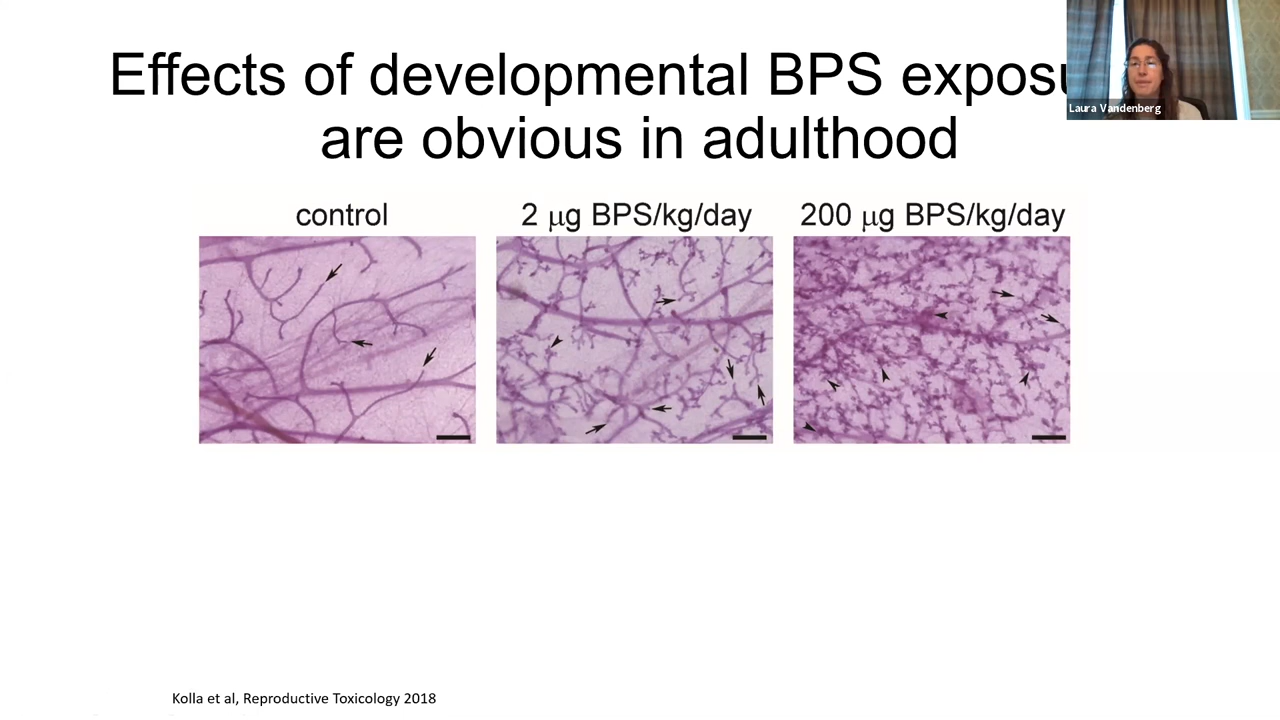 Effects of developmental BPS exposu
are obvious in adulthood
Laura Vandenberg
control
2 μg BPS/kg/day
200 μg BPS/kg/day
Kolla et al, Reproductive Toxicology 2018